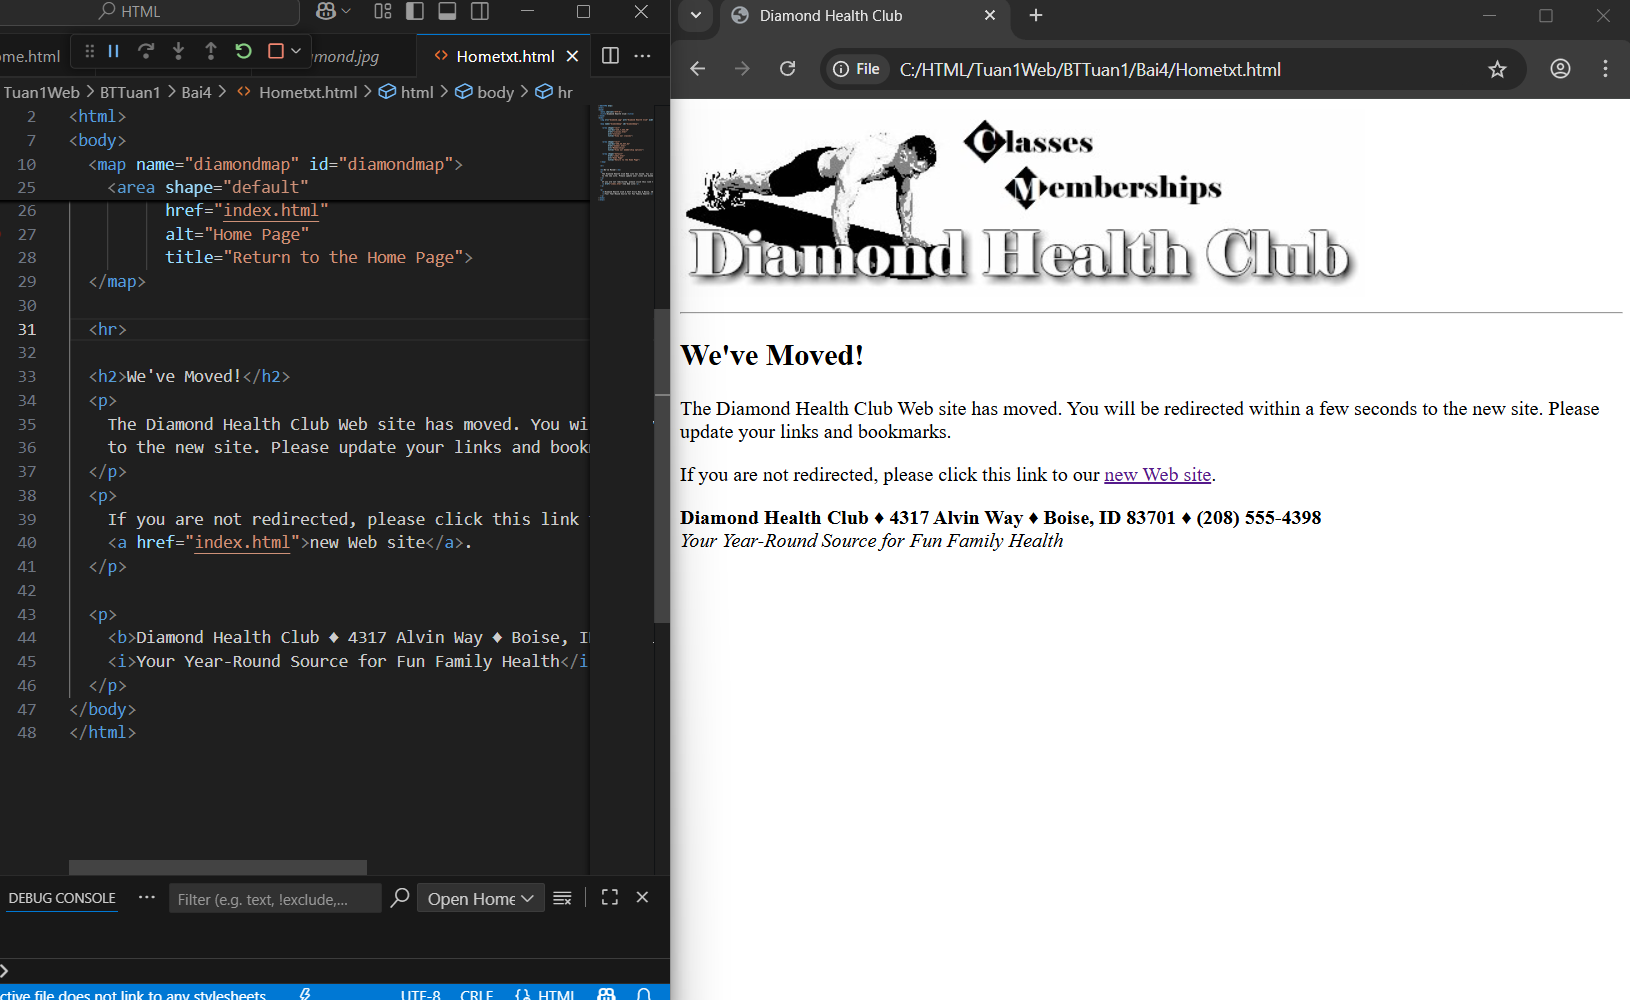 HTML
me.html
mond.jpg
Hometxt.html
Tuan1Web > BTTuan1 > Bai4 > Hometxt.html > html > body > hr
2 <html>
7 <body>
10 <map name="diamondmap" id="diamondmap">
25 <area shape="default"
26 href="index.html"
27 alt="Home Page"
28 title="Return to the Home Page">
29 </map>
30
31 <hr>
32
33 <h2>We've Moved!</h2>
34 <p>
35 The Diamond Health Club Web site has moved. You wi
36 to the new site. Please update your links and book
37 </p>
38 <p>
39 If you are not redirected, please click this link
40 <a href="index.html">new Web site</a>.
41 </p>
42
43 <p>
44 <b>Diamond Health Club ♦ 4317 Alvin Way ♦ Boise, I
45 <i>Your Year-Round Source for Fun Family Health</i
46 </p>
47 </body>
48 </html>
DEBUG CONSOLE
Filter (e.g. text, !exclude,...
Open Home
ctive file does not link to any stylesheets
UTF-8 CRLF {} HTML
Diamond Health Club
File C:/HTML/Tuan1Web/BTTuan1/Bai4/Hometxt.html
Classes
Memberships
Diamond Health Club
We've Moved!
The Diamond Health Club Web site has moved. You will be redirected within a few seconds to the new site. Please
update your links and bookmarks.
If you are not redirected, please click this link to our new Web site.
Diamond Health Club ♦ 4317 Alvin Way ♦ Boise, ID 83701 ♦ (208) 555-4398
Your Year-Round Source for Fun Family Health